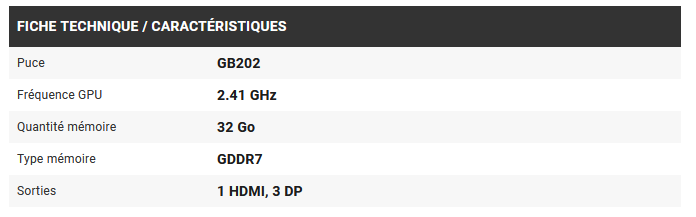 FICHE TECHNIQUE / CARACTÉRISTIQUES
Puce GB202
Fréquence GPU 2.41 GHz
Quantité mémoire 32 Go
Type mémoire GDDR7
Sorties 1 HDMI, 3 DP